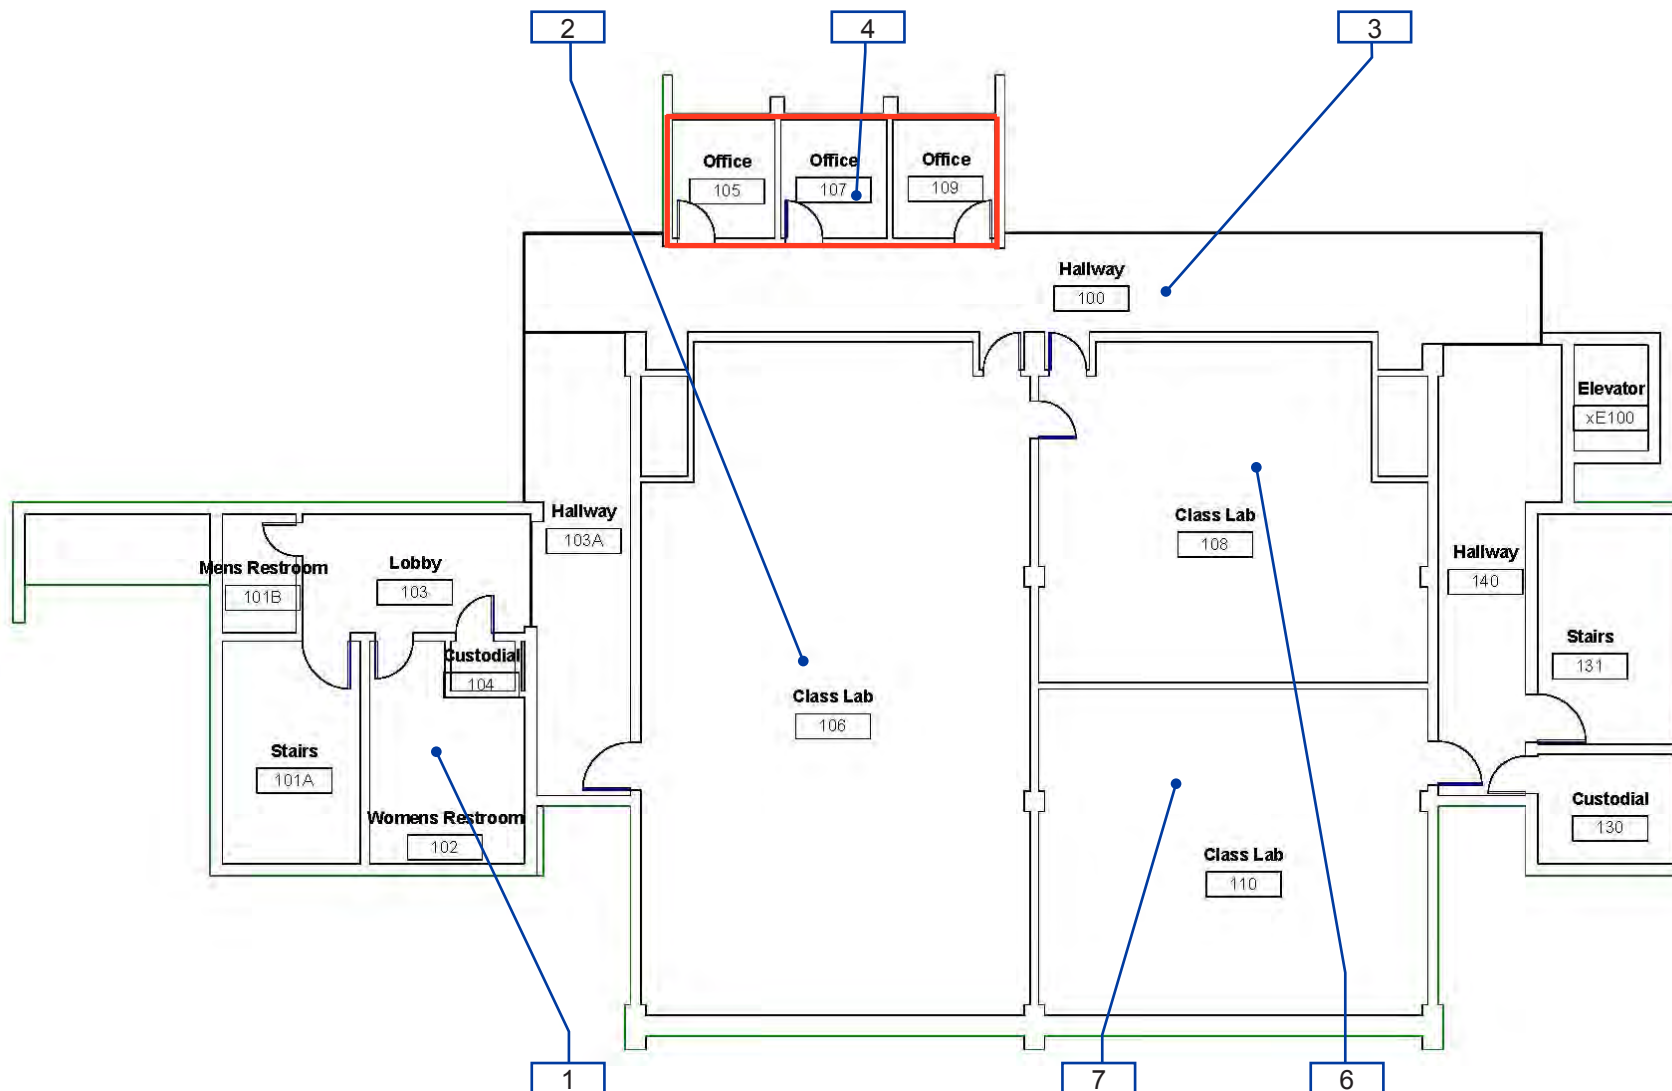 2
4
3
Office
105
Office
107
Office
109
Hallway
100
Elevator
xE100
Hallway
103A
Class Lab
108
Hallway
140
Mens Restroom
101B
Lobby
103
Custodial
104
Stairs
131
Class Lab
106
Stairs
101A
Womens Restroom
102
Class Lab
110
Custodial
130
1
7
6